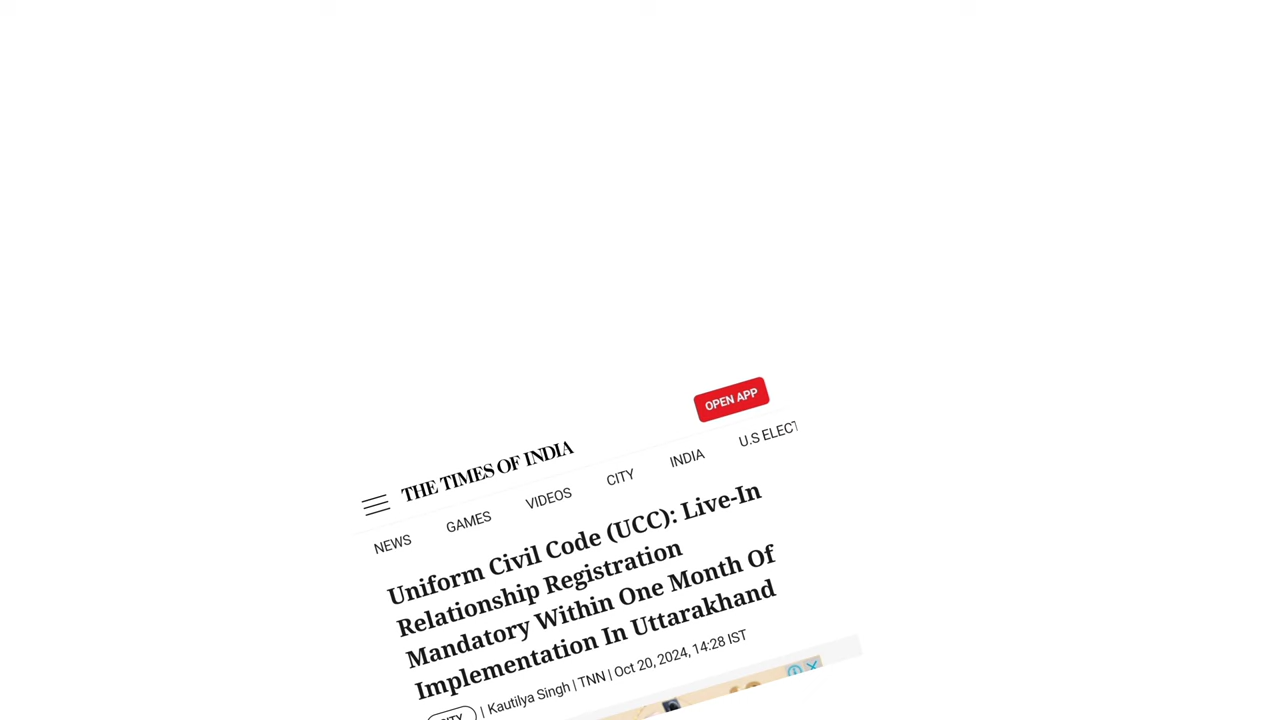 OPEN APP
THE TIMES OF INDIA
NEWS GAMES VIDEOS CITY INDIA U.S ELECT
Uniform Civil Code (UCC): Live-In
Relationship Registration
Mandatory Within One Month Of
Implementation In Uttarakhand
| Kautilya Singh | TNN | Oct 20, 2024, 14:28 IST